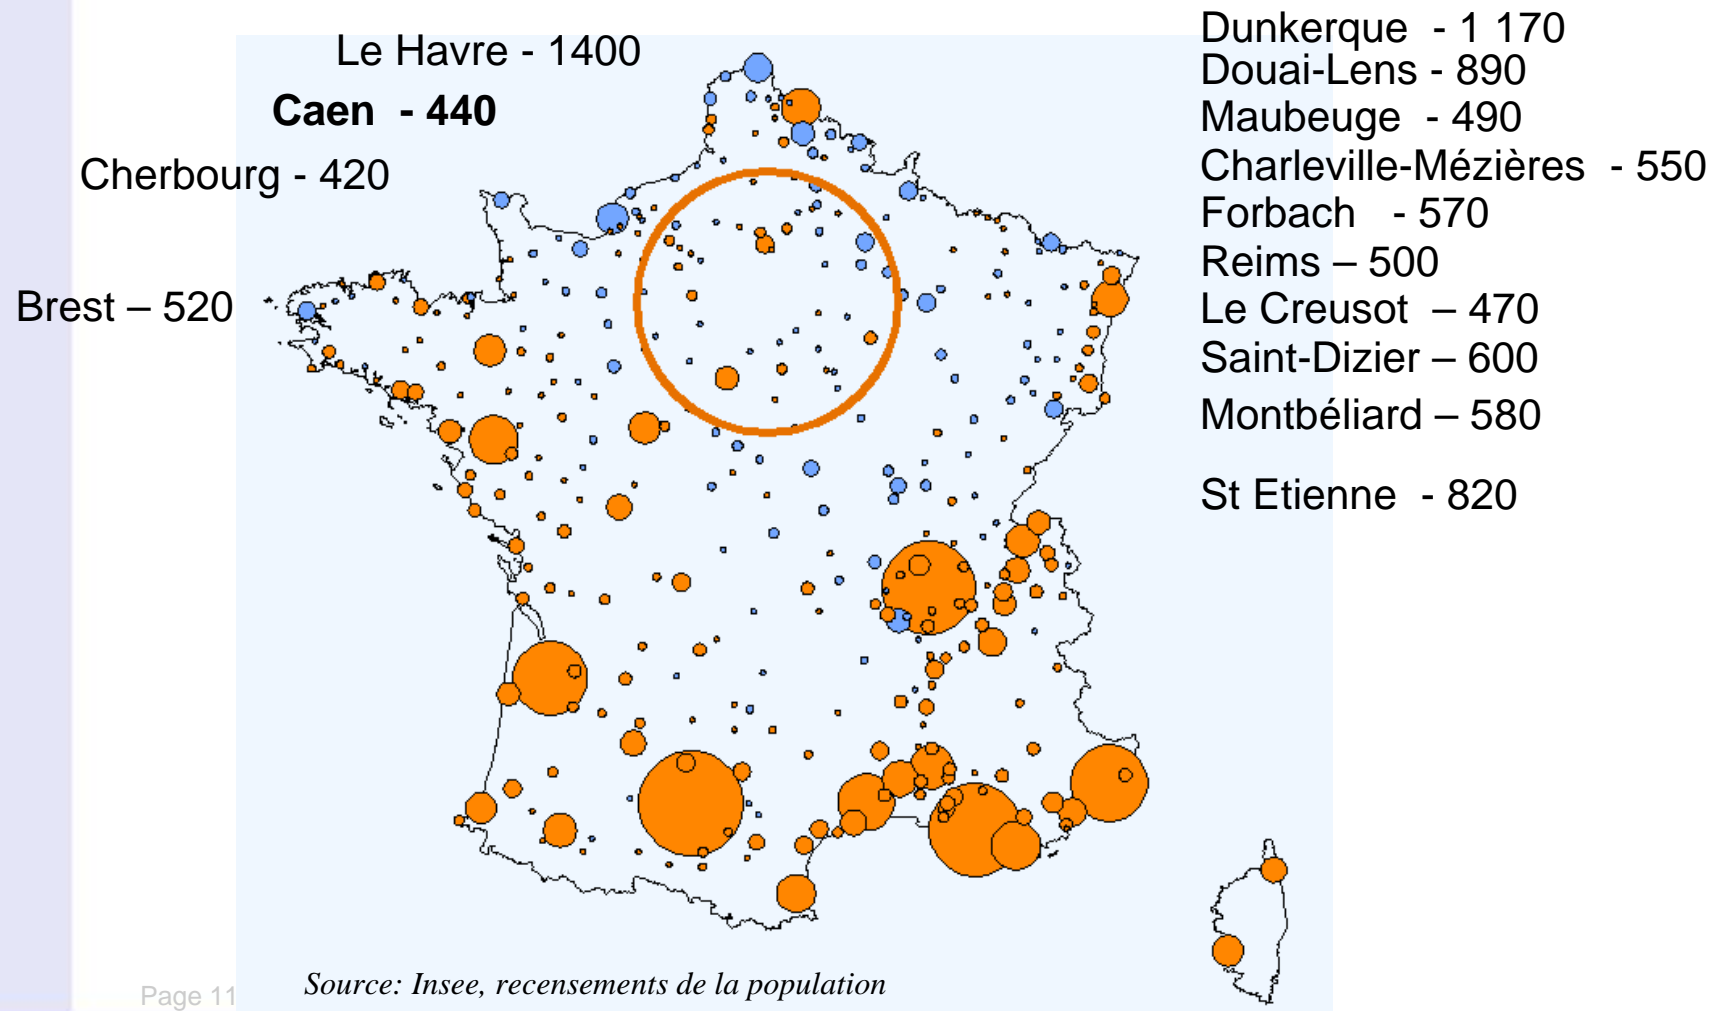 Le Havre - 1400
Caen - 440
Cherbourg - 420
Brest – 520
Dunkerque - 1 170
Douai-Lens - 890
Maubeuge - 490
Charleville-Mézières - 550
Forbach - 570
Reims – 500
Le Creusot – 470
Saint-Dizier – 600
Montbéliard – 580
St Etienne - 820
Source: Insee, recensements de la population
Page 11